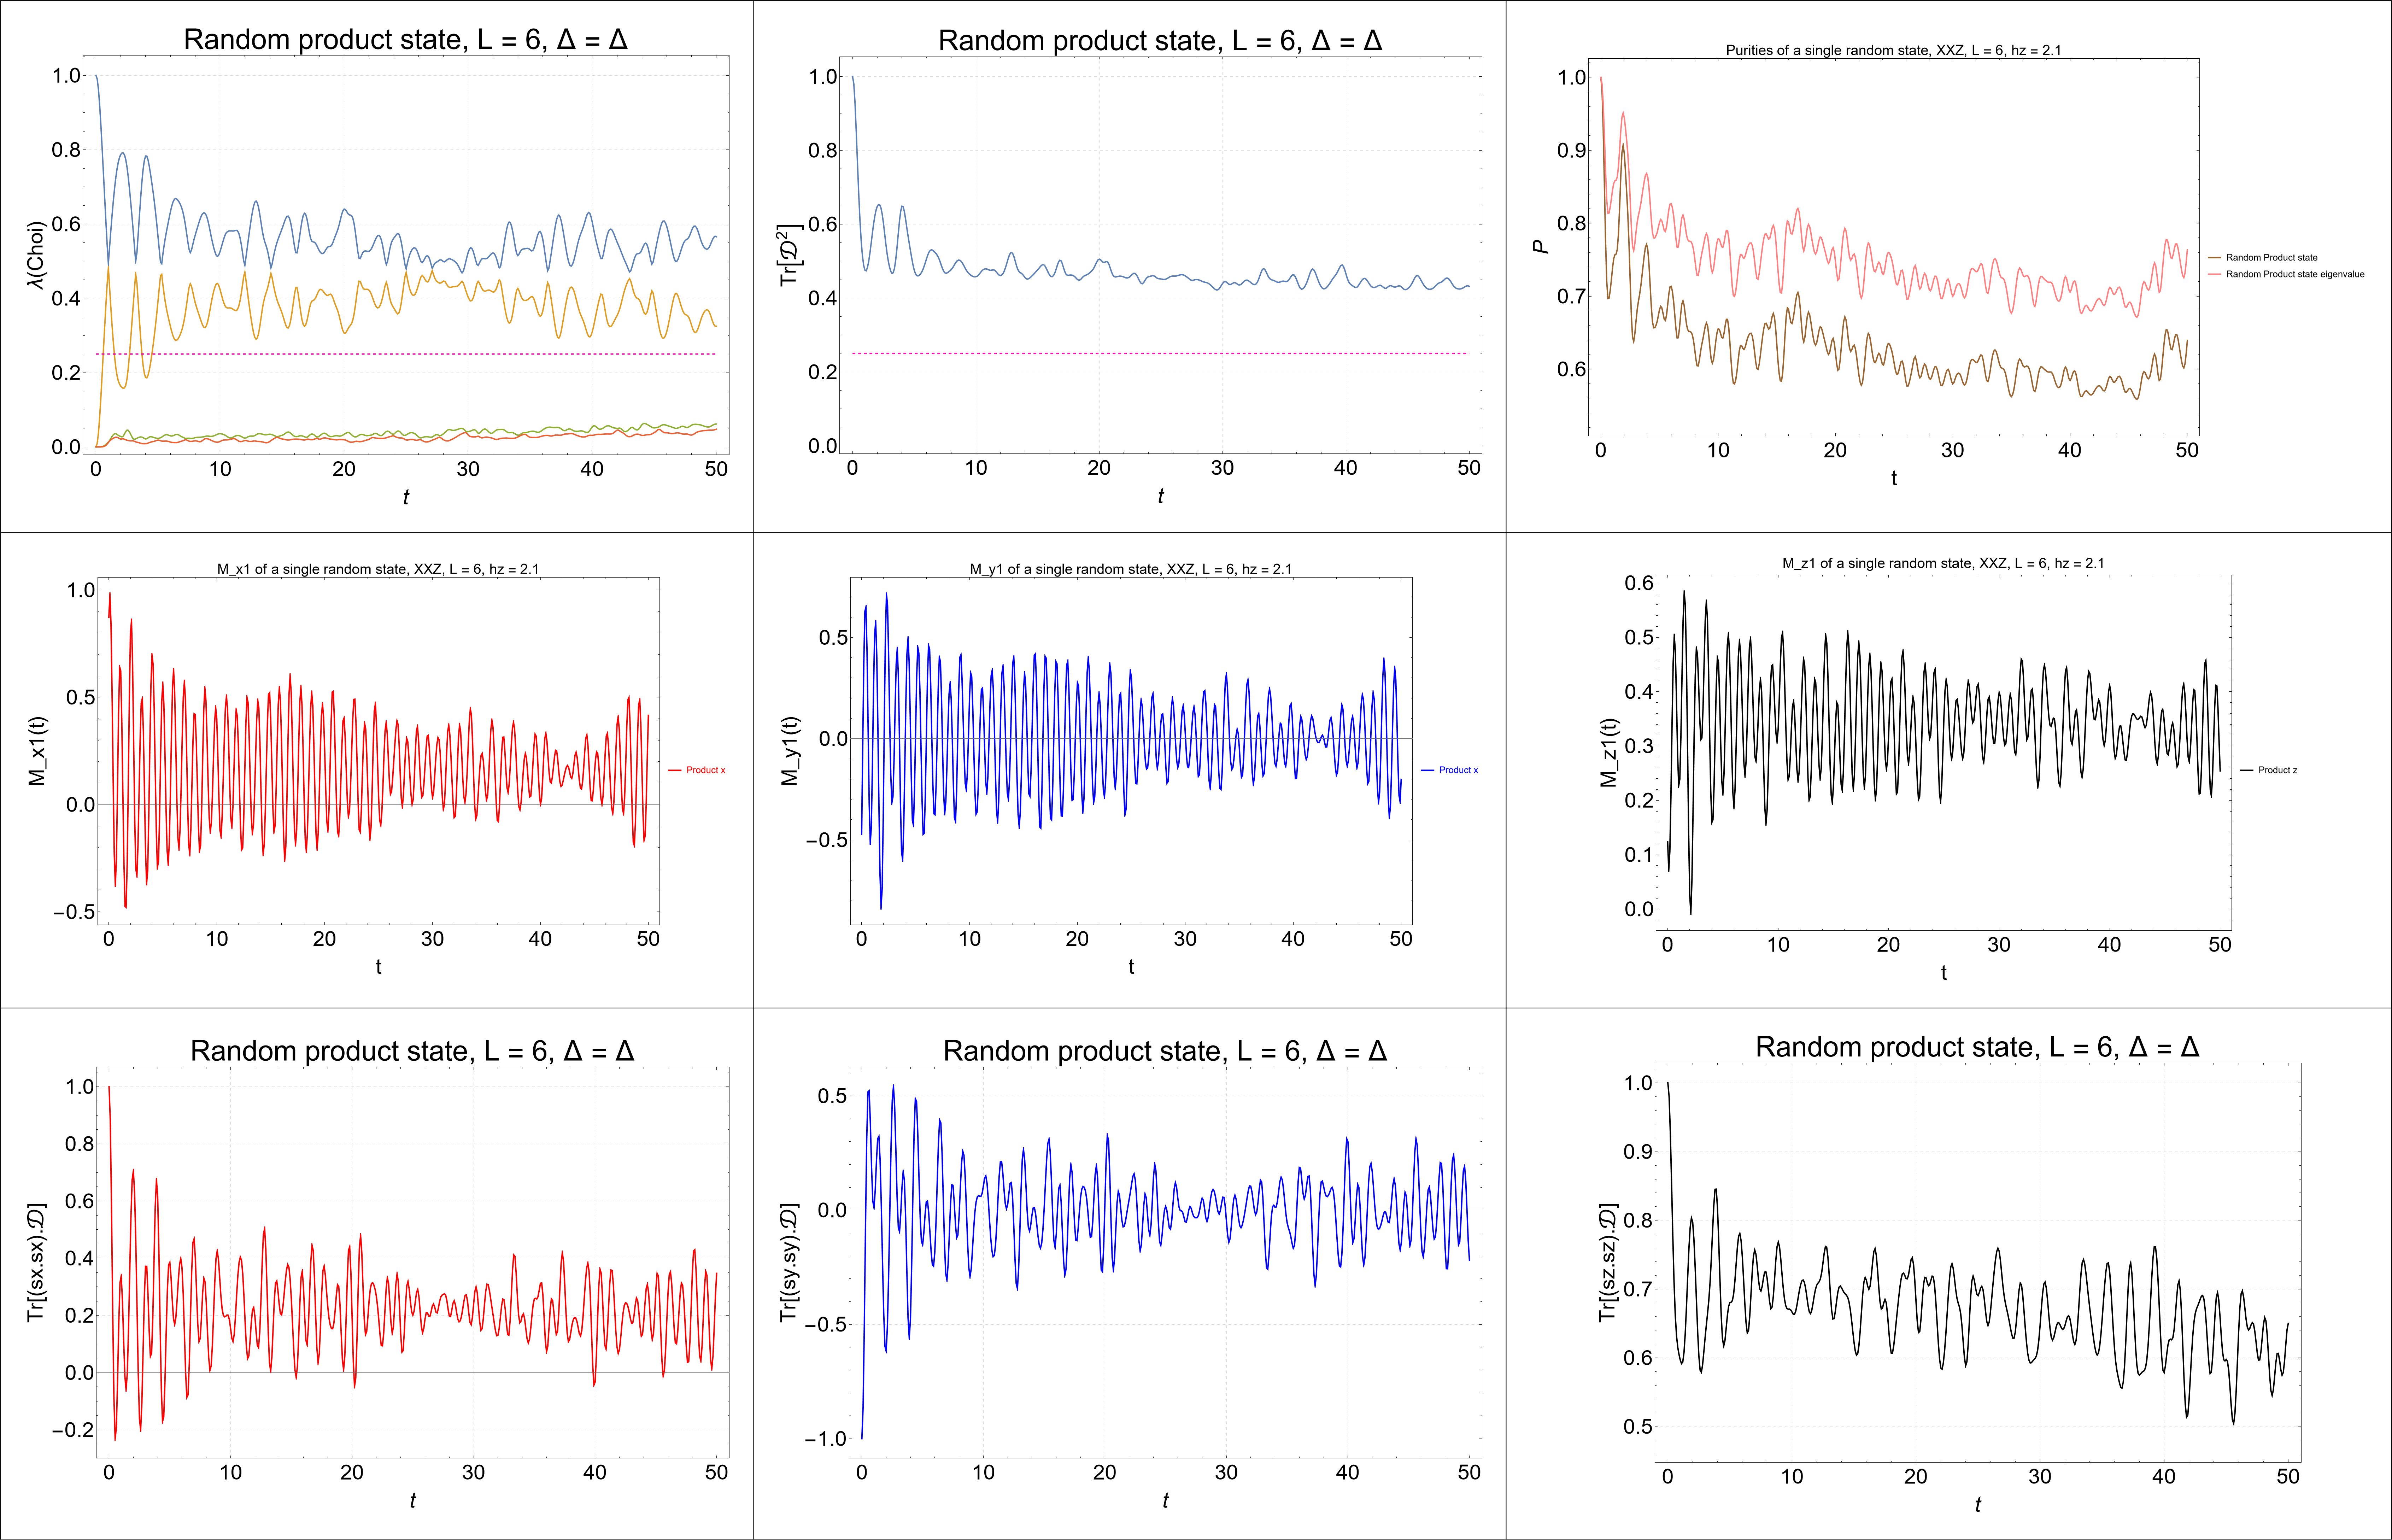 Random product state, L = 6, Δ = Δ
λ(Choi)
1.0
0.8
0.6
0.4
0.2
0.0
0 10 20 30 40 50
t
Random product state, L = 6, Δ = Δ
Tr[𝒟²]
1.0
0.8
0.6
0.4
0.2
0.0
0 10 20 30 40 50
t
Purities of a single random state, XXZ, L = 6, hz = 2.1
P
1.0
0.9
0.8
0.7
0.6
0 10 20 30 40 50
t
Random Product state
Random Product state eigenvalue
M_x1 of a single random state, XXZ, L = 6, hz = 2.1
M_x1(t)
1.0
0.5
0.0
−0.5
0 10 20 30 40 50
t
Product x
M_y1 of a single random state, XXZ, L = 6, hz = 2.1
M_y1(t)
0.5
0.0
−0.5
0 10 20 30 40 50
t
Product x
M_z1 of a single random state, XXZ, L = 6, hz = 2.1
M_z1(t)
0.6
0.5
0.4
0.3
0.2
0.1
0.0
0 10 20 30 40 50
t
Product z
Random product state, L = 6, Δ = Δ
Tr[(sx.sx).𝒟]
1.0
0.8
0.6
0.4
0.2
0.0
−0.2
0 10 20 30 40 50
t
Random product state, L = 6, Δ = Δ
Tr[(sy.sy).𝒟]
0.5
0.0
−0.5
−1.0
0 10 20 30 40 50
t
Random product state, L = 6, Δ = Δ
Tr[(sz.sz).𝒟]
1.0
0.9
0.8
0.7
0.6
0.5
0 10 20 30 40 50
t